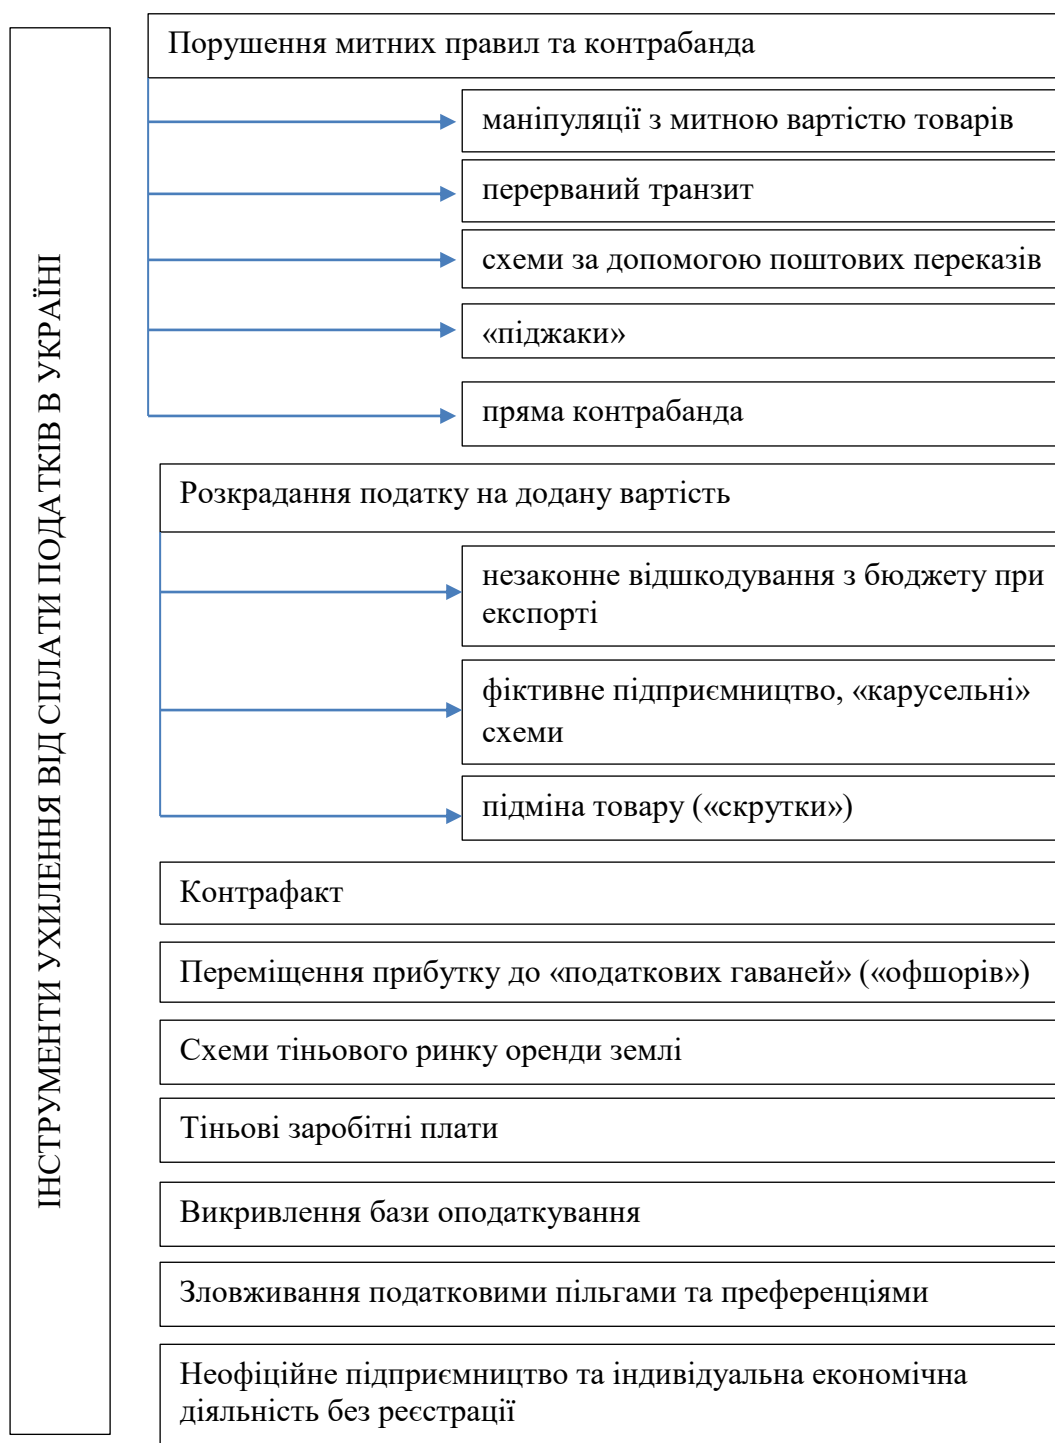 ІНСТРУМЕНТИ УХИЛЕННЯ ВІД СПЛАТИ ПОДАТКІВ В УКРАЇНІ
Порушення митних правил та контрабанда
маніпуляції з митною вартістю товарів
перерваний транзит
схеми за допомогою поштових переказів
«піджаки»
пряма контрабанда
Розкрадання податку на додану вартість
незаконне відшкодування з бюджету при
експорті
фіктивне підприємництво, «карусельні»
схеми
підміна товару («скрутки»)
Контрафакт
Переміщення прибутку до «податкових гаваней» («офшорів»)
Схеми тіньового ринку оренди землі
Тіньові заробітні плати
Викривлення бази оподаткування
Зловживання податковими пільгами та преференціями
Неофіційне підприємництво та індивідуальна економічна
діяльність без реєстрації